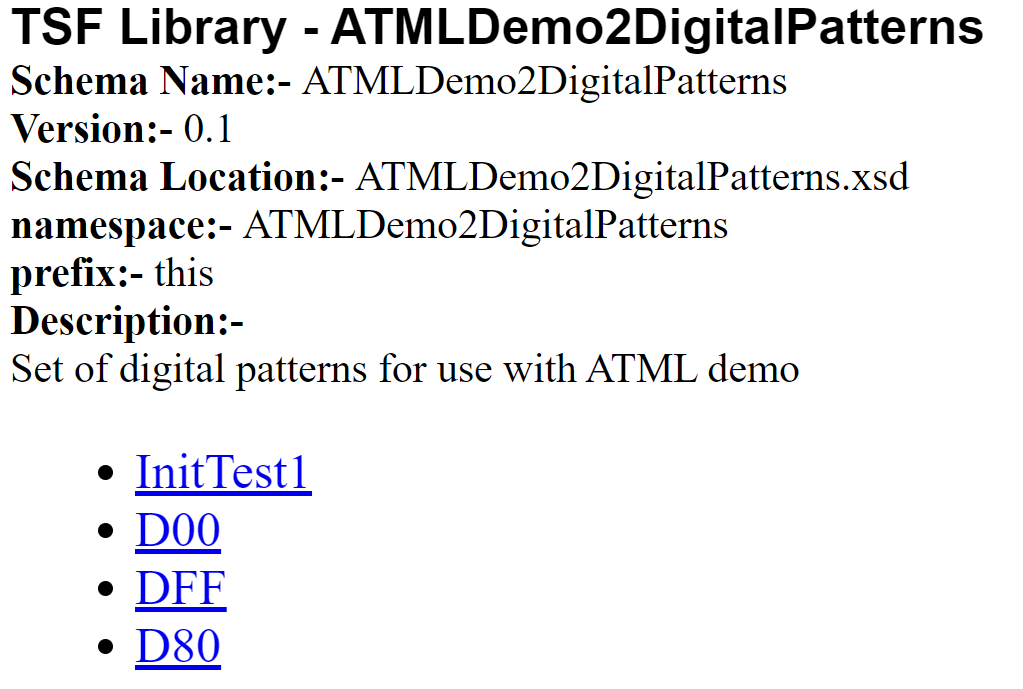 TSF Library - ATMLDemo2DigitalPatterns
Schema Name:- ATMLDemo2DigitalPatterns
Version:- 0.1
Schema Location:- ATMLDemo2DigitalPatterns.xsd
namespace:- ATMLDemo2DigitalPatterns
prefix:- this
Description:-
Set of digital patterns for use with ATML demo
• InitTest1
• D00
• DFF
• D80